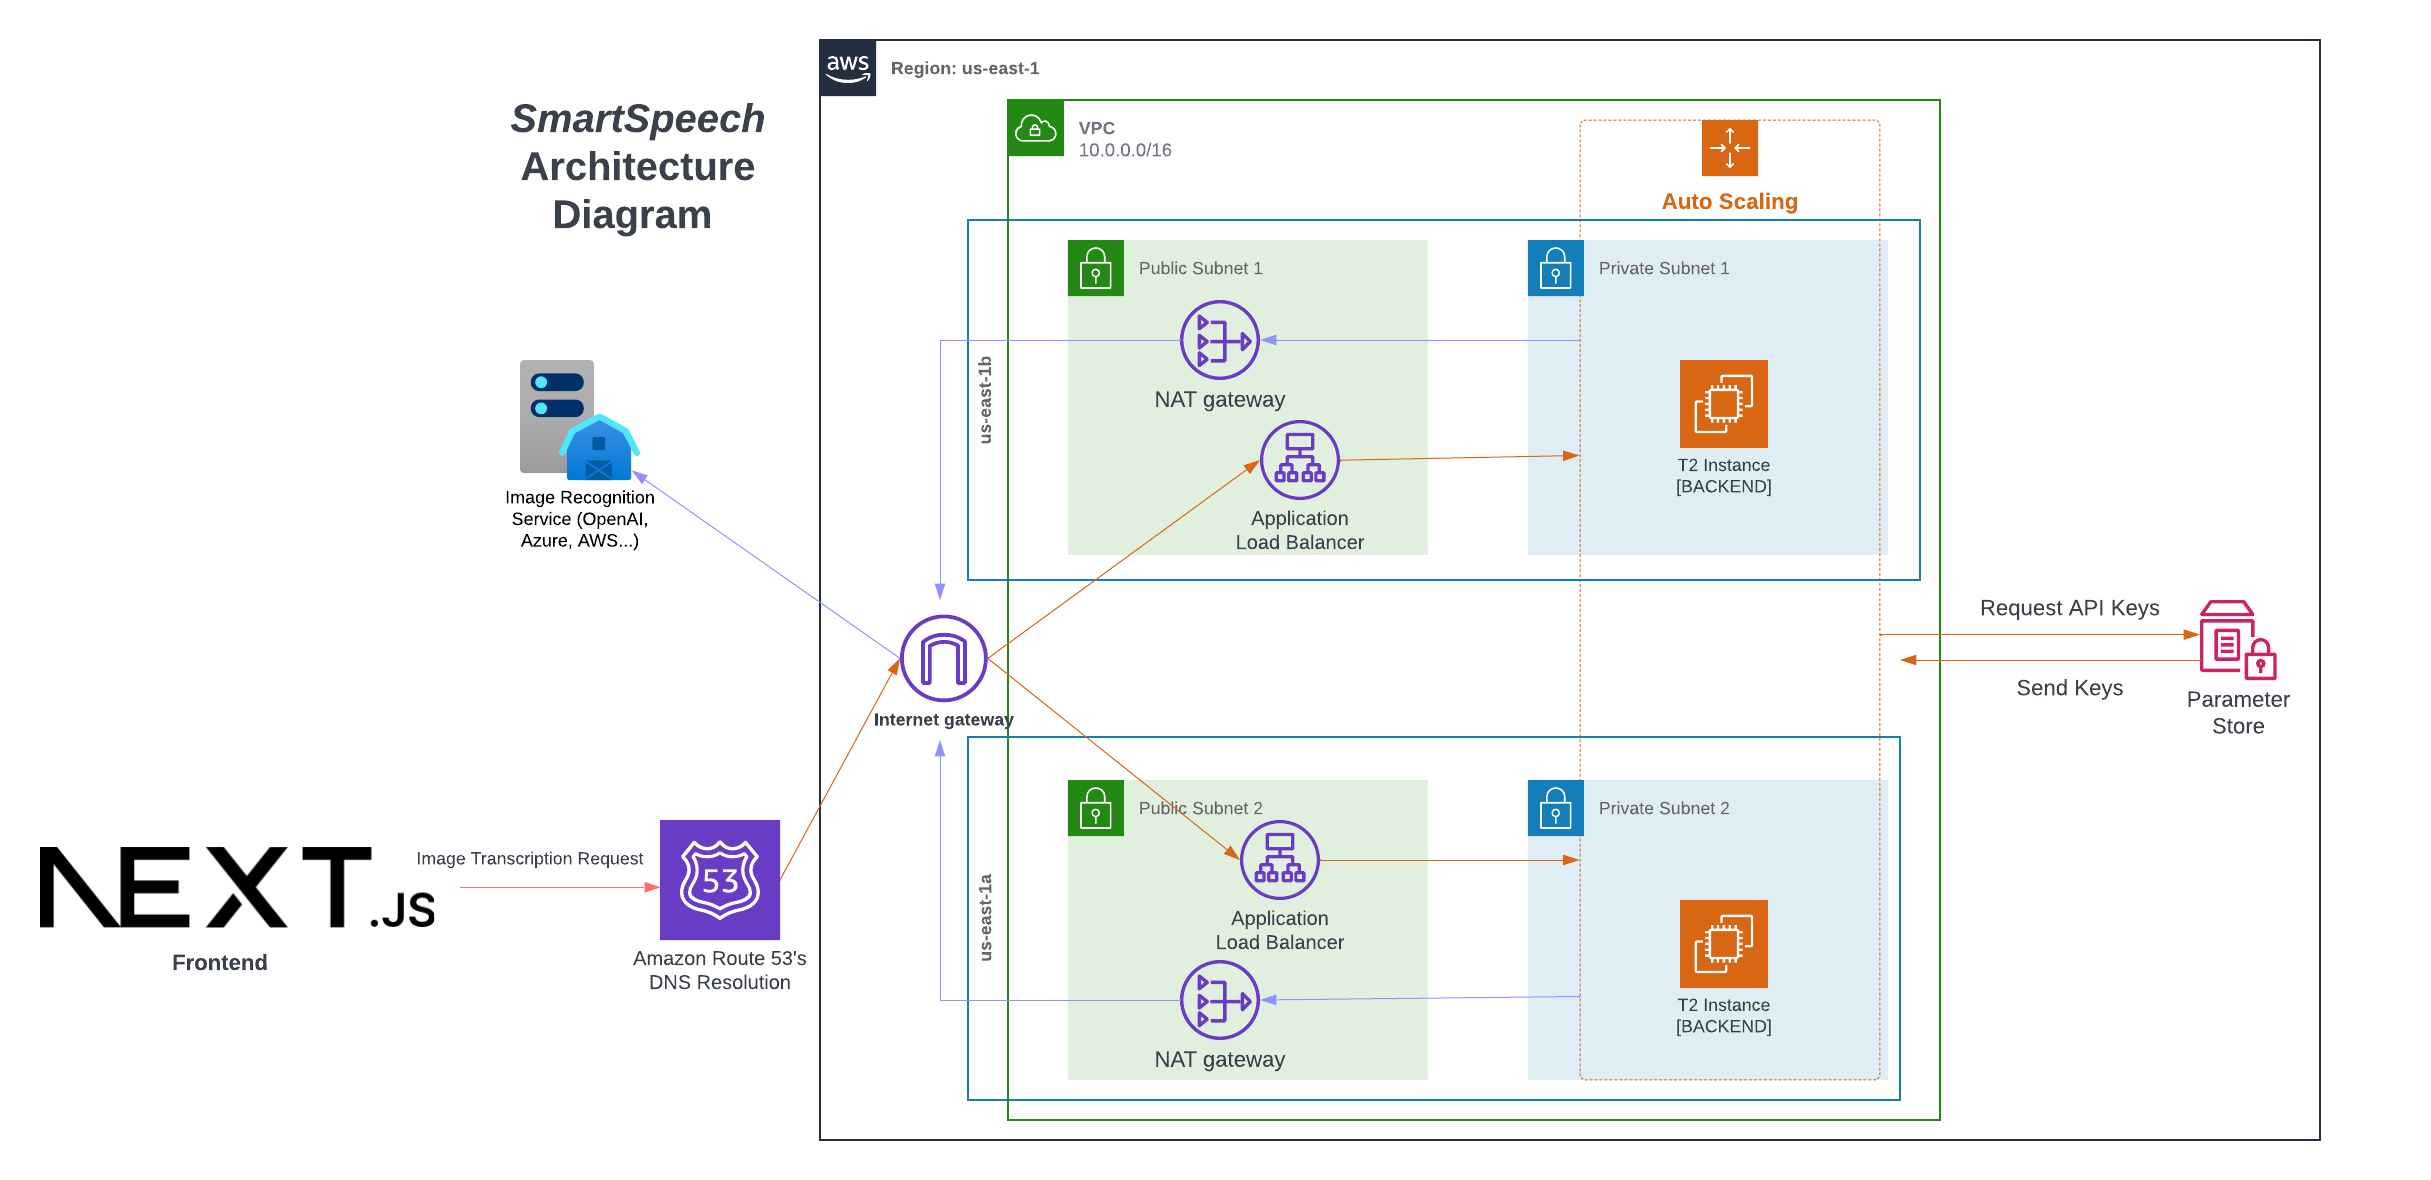 aws
Region: us-east-1
SmartSpeech
Architecture
Diagram
VPC
10.0.0.0/16
Auto Scaling
us-east-1b
Public Subnet 1
NAT gateway
Application
Load Balancer
Private Subnet 1
T2 Instance
[BACKEND]
Image Recognition
Service (OpenAI,
Azure, AWS...)
Internet gateway
Request API Keys
Send Keys
Parameter
Store
us-east-1a
Public Subnet 2
Application
Load Balancer
NAT gateway
Private Subnet 2
T2 Instance
[BACKEND]
NEXT.JS
Frontend
Image Transcription Request
53
Amazon Route 53's
DNS Resolution